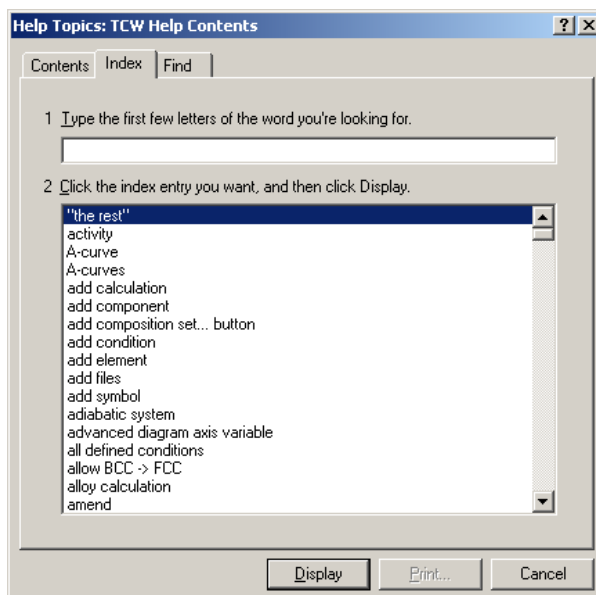 Help Topics: TCW Help Contents
Contents Index Find
1 Type the first few letters of the word you're looking for.
2 Click the index entry you want, and then click Display.
"the rest"
activity
A-curve
A-curves
add calculation
add component
add composition set... button
add condition
add element
add files
add symbol
adiabatic system
advanced diagram axis variable
all defined conditions
allow BCC -> FCC
alloy calculation
amend
Display Print... Cancel